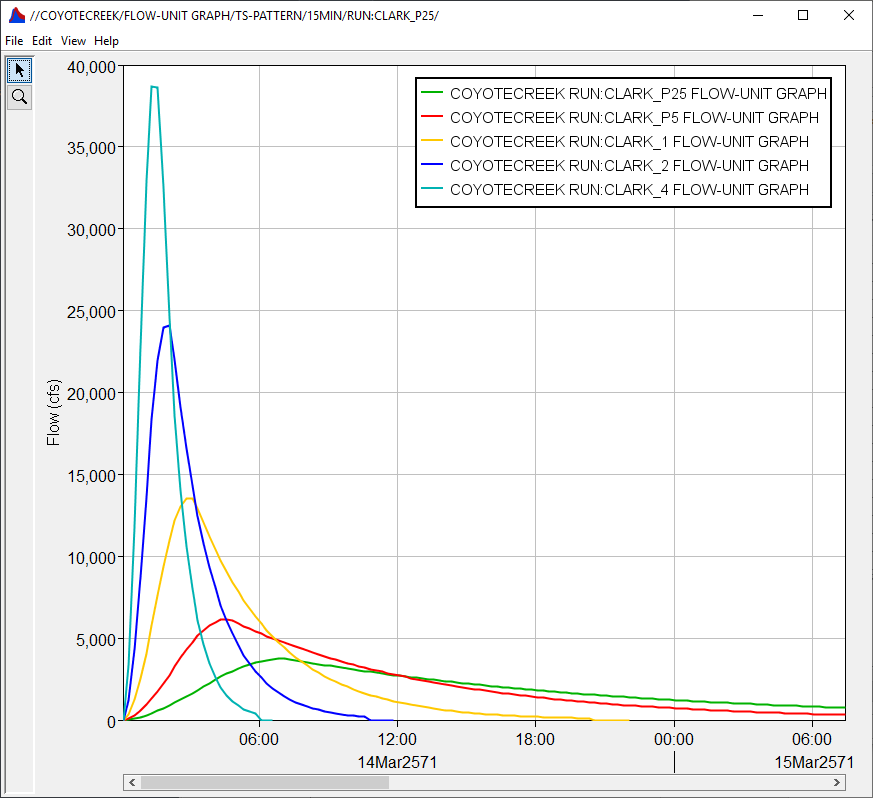 //COYOTECREEK/FLOW-UNIT GRAPH/TS-PATTERN/15MIN/RUN:CLARK_P25/
File Edit View Help
40,000
35,000
30,000
25,000
20,000
15,000
10,000
5,000
0
Flow (cfs)
COYOTECREEK RUN:CLARK_P25 FLOW-UNIT GRAPH
COYOTECREEK RUN:CLARK_P5 FLOW-UNIT GRAPH
COYOTECREEK RUN:CLARK_1 FLOW-UNIT GRAPH
COYOTECREEK RUN:CLARK_2 FLOW-UNIT GRAPH
COYOTECREEK RUN:CLARK_4 FLOW-UNIT GRAPH
06:00 12:00 18:00 00:00 06:00
14Mar2571 15Mar2571